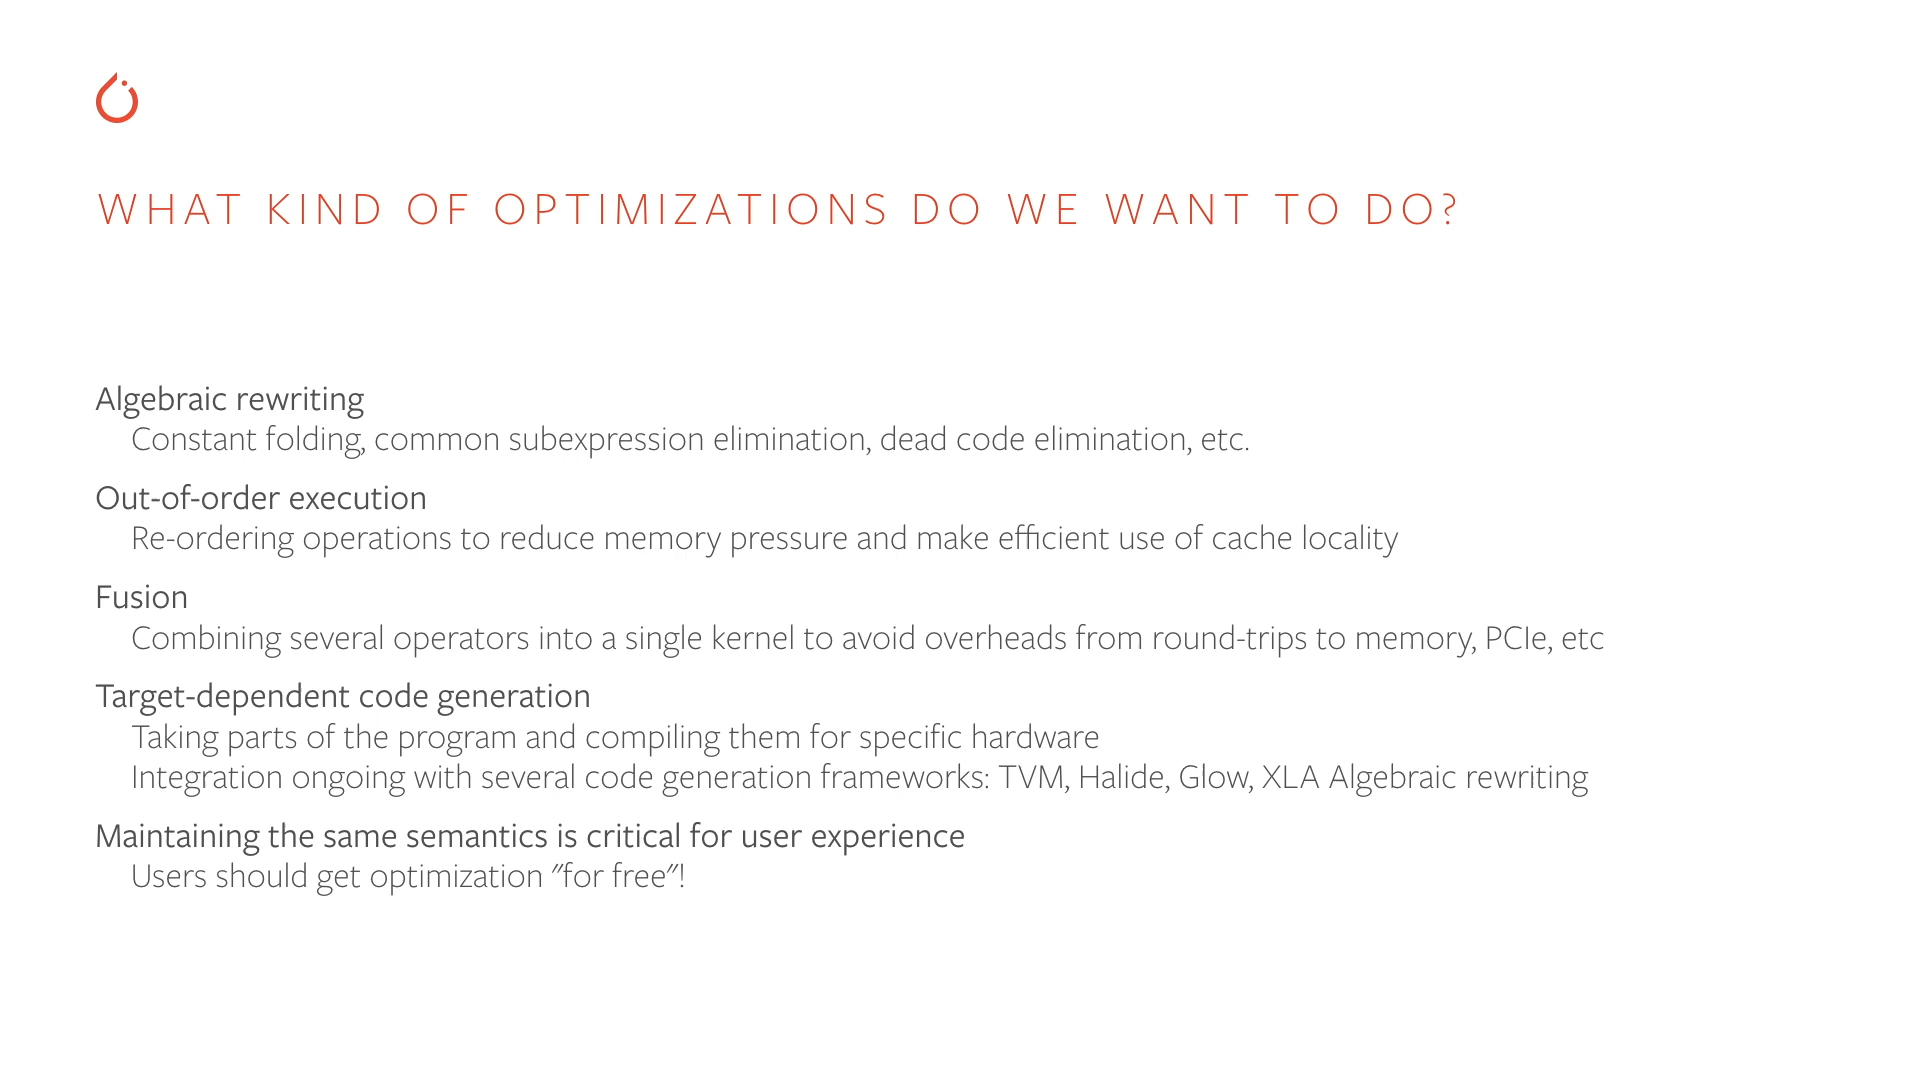 WHAT KIND OF OPTIMIZATIONS DO WE WANT TO DO?
Algebraic rewriting
Constant folding, common subexpression elimination, dead code elimination, etc.
Out-of-order execution
Re-ordering operations to reduce memory pressure and make efficient use of cache locality
Fusion
Combining several operators into a single kernel to avoid overheads from round-trips to memory, PCIe, etc
Target-dependent code generation
Taking parts of the program and compiling them for specific hardware
Integration ongoing with several code generation frameworks: TVM, Halide, Glow, XLA Algebraic rewriting
Maintaining the same semantics is critical for user experience
Users should get optimization "for free"!